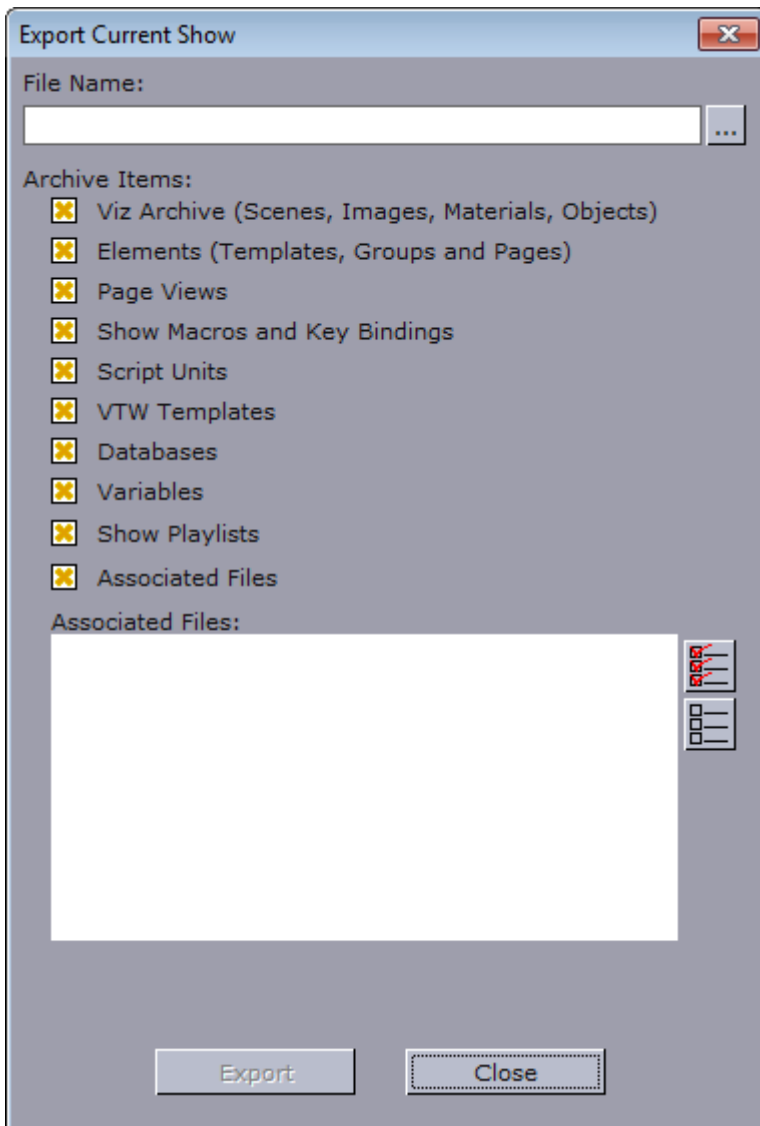 Export Current Show
File Name:
...
Archive Items:
Viz Archive (Scenes, Images, Materials, Objects)
Elements (Templates, Groups and Pages)
Page Views
Show Macros and Key Bindings
Script Units
VTW Templates
Databases
Variables
Show Playlists
Associated Files
Associated Files:
Export Close